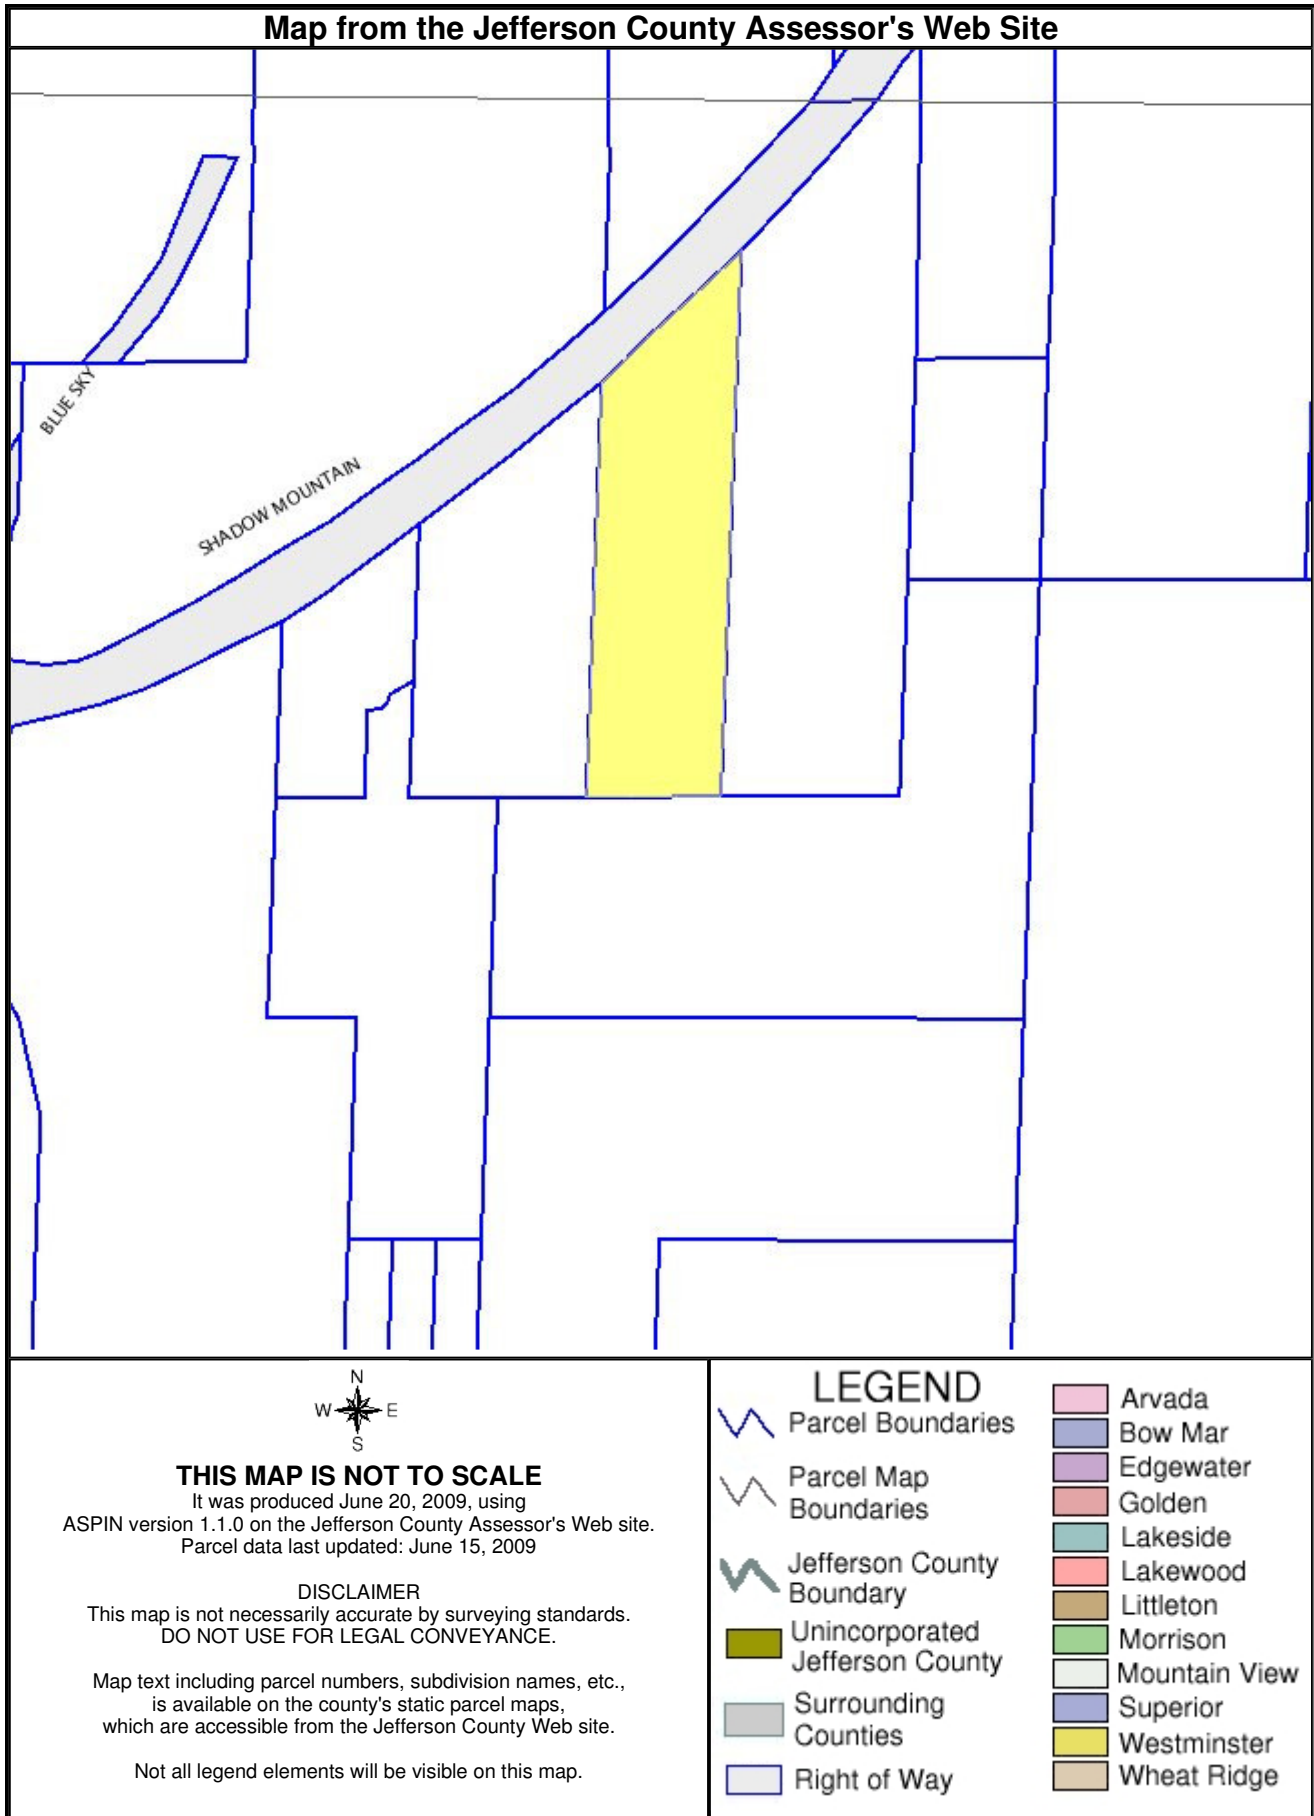 Map from the Jefferson County Assessor's Web Site
BLUE SKY
SHADOW MOUNTAIN
N
W E
S
THIS MAP IS NOT TO SCALE
It was produced June 20, 2009, using
ASPIN version 1.1.0 on the Jefferson County Assessor's Web site.
Parcel data last updated: June 15, 2009
DISCLAIMER
This map is not necessarily accurate by surveying standards.
DO NOT USE FOR LEGAL CONVEYANCE.
Map text including parcel numbers, subdivision names, etc.,
is available on the county's static parcel maps,
which are accessible from the Jefferson County Web site.
Not all legend elements will be visible on this map.
LEGEND
Parcel Boundaries
Parcel Map
Boundaries
Jefferson County
Boundary
Unincorporated
Jefferson County
Surrounding
Counties
Right of Way
Arvada
Bow Mar
Edgewater
Golden
Lakeside
Lakewood
Littleton
Morrison
Mountain View
Superior
Westminster
Wheat Ridge